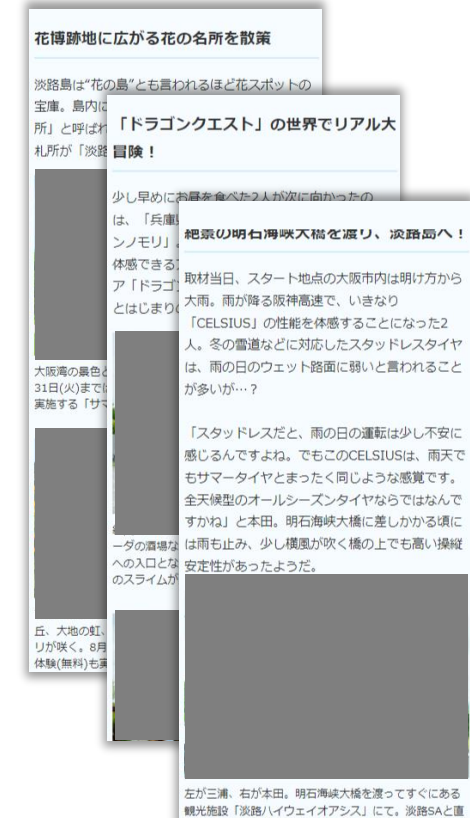 花博跡地に広がる花の名所を散策
淡路島は“花の島”とも言われるほど花スポットの
宝庫。島内に
所」と呼ばれ
札所が「淡路
大阪湾の景色と
31日(火)まで
実施する「サマ
丘、大地の虹、
リが咲く。8月
体験(無料)も実
「ドラゴンクエスト」の世界でリアル大
冒険！
少し早めにお昼を食べた2人が次に向かったの
は、「兵庫県
ンノモリ」。
体感できるア
ア「ドラゴン
とはじまりの
ーダの酒場な
への入口とな
のスライムが
絶景の明石海峡大橋を渡り、淡路島へ！
取材当日、スタート地点の大阪市内は明け方から
大雨。雨が降る阪神高速で、いきなり
「CELSIUS」の性能を体感することになった2
人。冬の雪道などに対応したスタッドレスタイヤ
は、雨の日のウェット路面に弱いと言われること
が多いが…？
「スタッドレスだと、雨の日の運転は少し不安に
感じるんですよね。でもこのCELSIUSは、雨天で
もサマータイヤとまったく同じような感覚です。
全天候型のオールシーズンタイヤならではなんで
すかね」と本田。明石海峡大橋に差しかかる頃に
は雨も止み、少し横風が吹く橋の上でも高い操縦
安定性があったようだ。
左が三浦、右が本田。明石海峡大橋を渡ってすぐにある
観光施設「淡路ハイウェイオアシス」にて。淡路SAと直